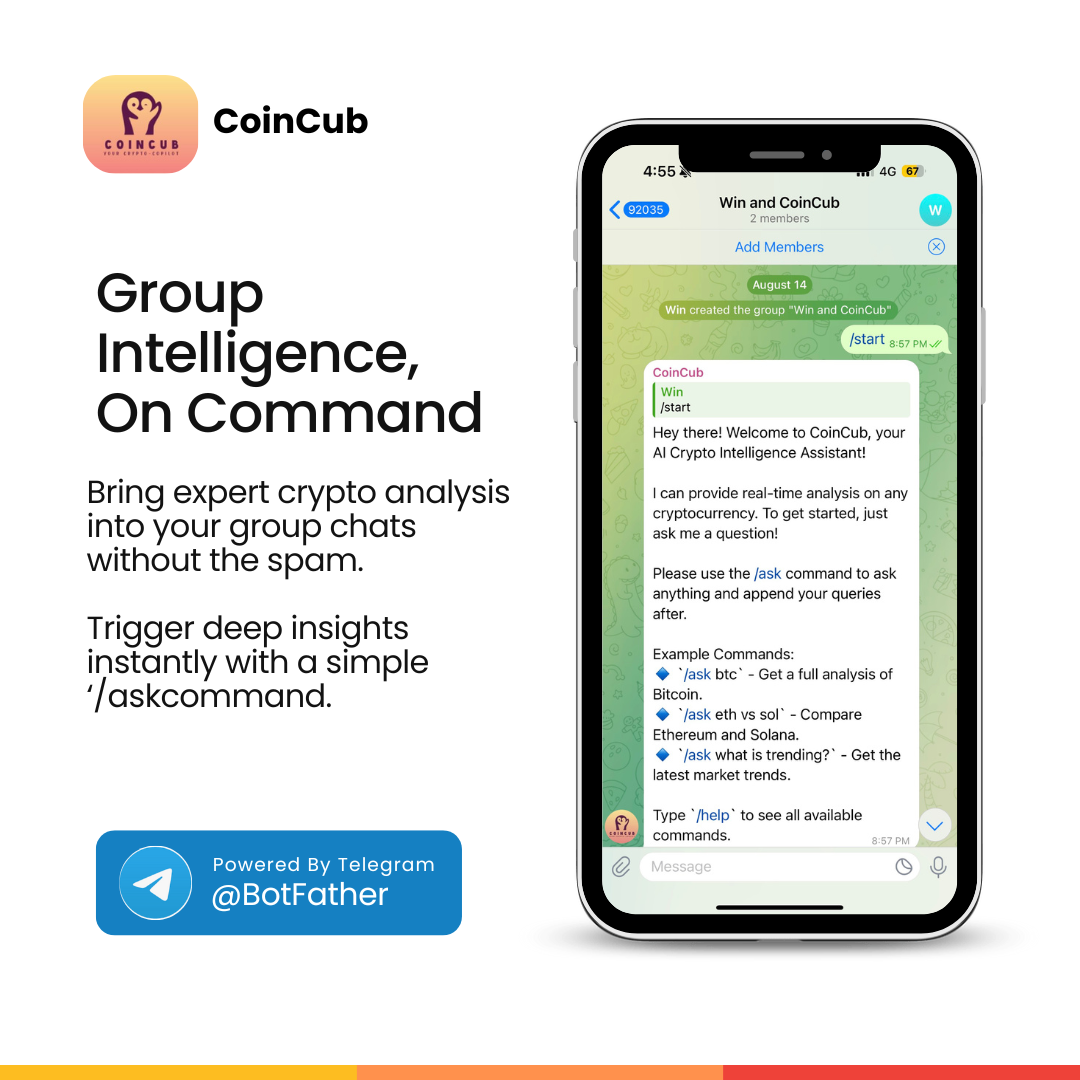 COINCUB
YOUR CRYPTO COPILOT
CoinCub
Group
Intelligence,
On Command
Bring expert crypto analysis
into your group chats
without the spam.
Trigger deep insights
instantly with a simple
‘/askcommand.
Powered By Telegram
@BotFather
4:55
4G
67
92035
Win and CoinCub
2 members
W
Add Members
August 14
Win created the group "Win and CoinCub"
/start 8:57 PM
CoinCub
Win
/start
Hey there! Welcome to CoinCub, your
AI Crypto Intelligence Assistant!
I can provide real-time analysis on any
cryptocurrency. To get started, just
ask me a question!
Please use the /ask command to ask
anything and append your queries
after.
Example Commands:
🔹 `/ask btc` - Get a full analysis of
Bitcoin.
🔹 `/ask eth vs sol` - Compare
Ethereum and Solana.
🔹 `/ask what is trending?` - Get the
latest market trends.
Type `/help` to see all available
commands.
8:57 PM
COINCUB
Message